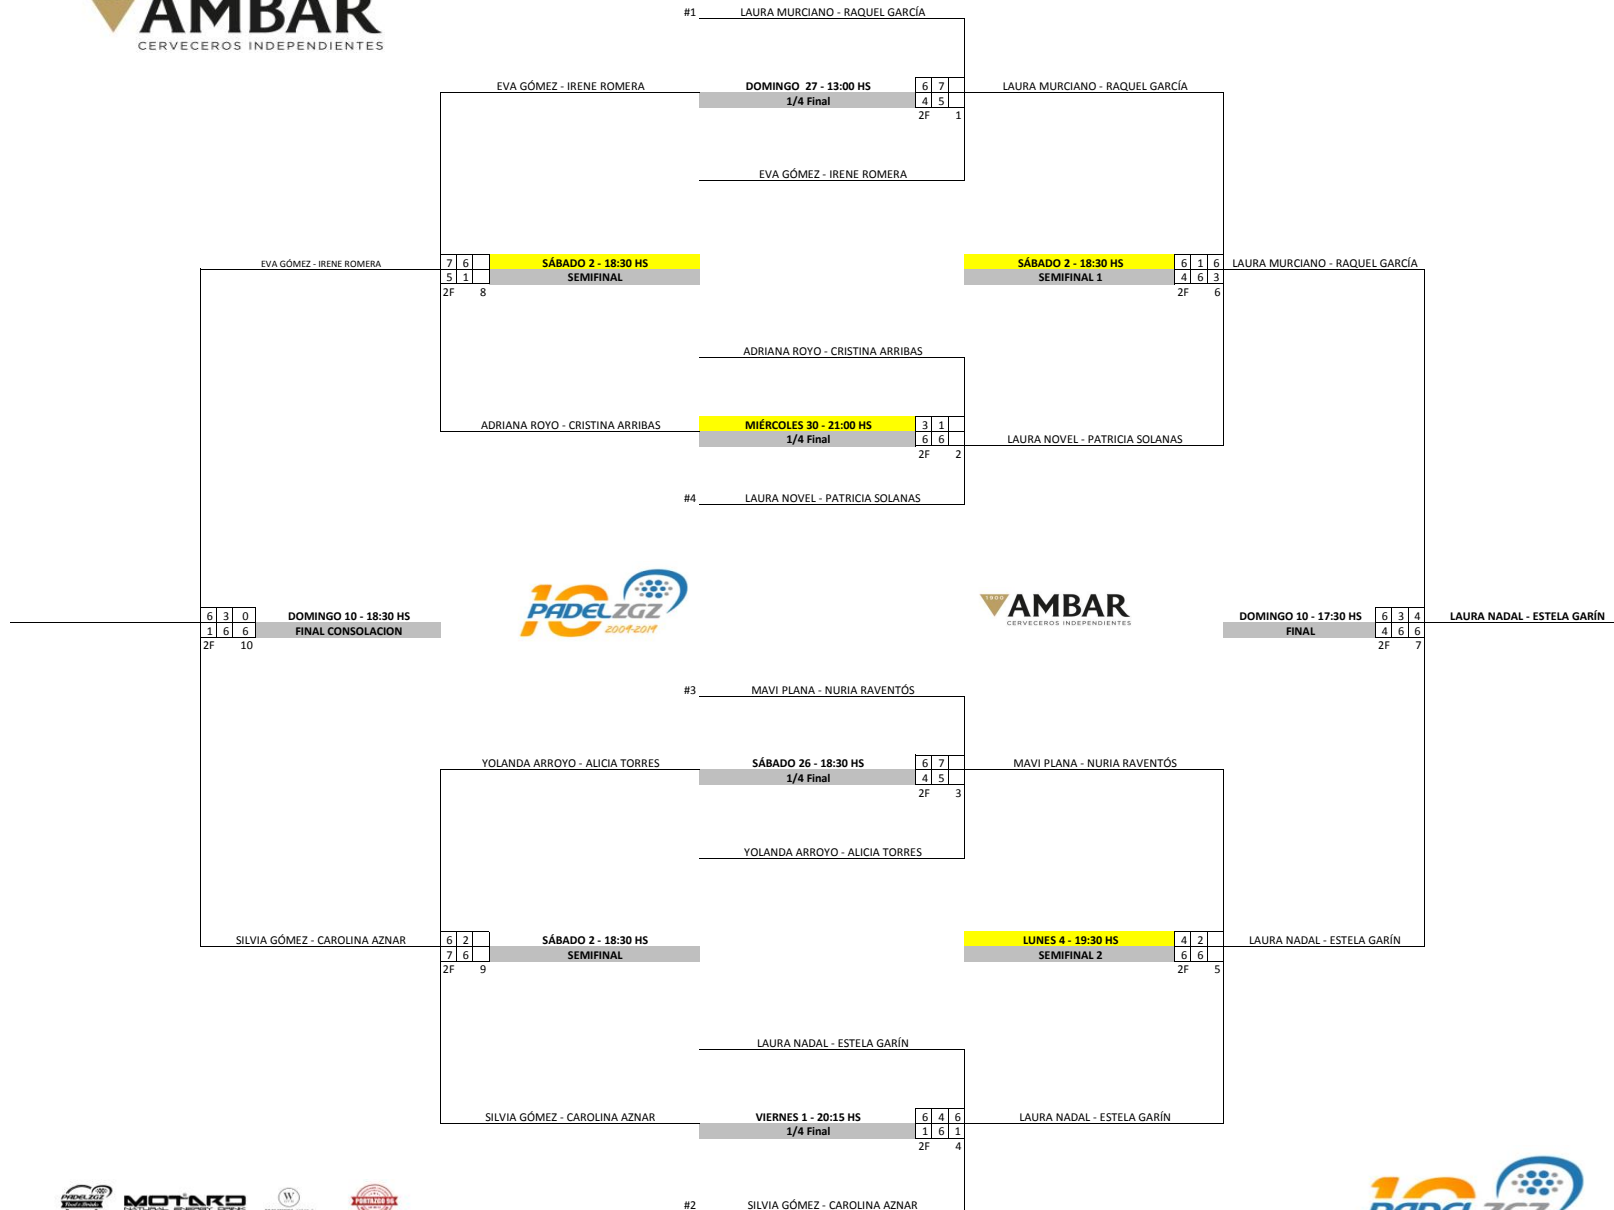 AMBAR
CERVECEROS INDEPENDIENTES
#1 LAURA MURCIANO - RAQUEL GARCÍA
EVA GÓMEZ - IRENE ROMERA DOMINGO 27 - 13:00 HS 6 7 LAURA MURCIANO - RAQUEL GARCÍA
1/4 Final 4 5
2F 1
EVA GÓMEZ - IRENE ROMERA
EVA GÓMEZ - IRENE ROMERA 7 6 SÁBADO 2 - 18:30 HS SÁBADO 2 - 18:30 HS 6 1 6 LAURA MURCIANO - RAQUEL GARCÍA
5 1 SEMIFINAL SEMIFINAL 1 4 6 3
2F 8 2F 6
ADRIANA ROYO - CRISTINA ARRIBAS
ADRIANA ROYO - CRISTINA ARRIBAS MIÉRCOLES 30 - 21:00 HS 3 1
1/4 Final 6 6 LAURA NOVEL - PATRICIA SOLANAS
2F 2
#4 LAURA NOVEL - PATRICIA SOLANAS
10 PADELZGZ 2009-2019
1900 AMBAR
CERVECEROS INDEPENDIENTES
6 3 0 DOMINGO 10 - 18:30 HS DOMINGO 10 - 17:30 HS 6 3 4 LAURA NADAL - ESTELA GARÍN
1 6 6 FINAL CONSOLACION FINAL 4 6 6
2F 10 2F 7
#3 MAVI PLANA - NURIA RAVENTÓS
YOLANDA ARROYO - ALICIA TORRES SÁBADO 26 - 18:30 HS 6 7 MAVI PLANA - NURIA RAVENTÓS
1/4 Final 4 5
2F 3
YOLANDA ARROYO - ALICIA TORRES
SILVIA GÓMEZ - CAROLINA AZNAR 6 2 SÁBADO 2 - 18:30 HS LUNES 4 - 19:30 HS 4 2 LAURA NADAL - ESTELA GARÍN
7 6 SEMIFINAL SEMIFINAL 2 6 6
2F 9 2F 5
LAURA NADAL - ESTELA GARÍN
SILVIA GÓMEZ - CAROLINA AZNAR VIERNES 1 - 20:15 HS 6 4 6 LAURA NADAL - ESTELA GARÍN
1/4 Final 1 6 1
2F 4
PADELZGZ MOTARO W PORTAZGO 96
NATURAL ENERGY DRINK
#2 SILVIA GÓMEZ - CAROLINA AZNAR
10 PADELZGZ